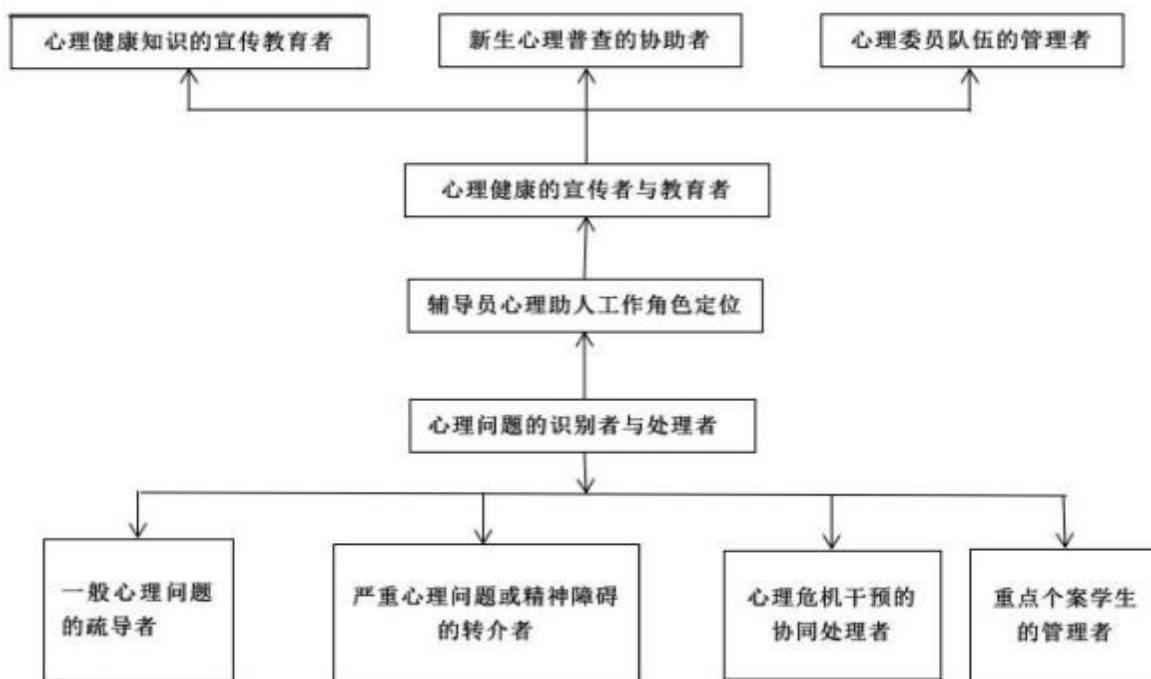 心理健康知识的宣传教育者
新生心理普查的协助者
心理委员队伍的管理者
心理健康的宣传者与教育者
辅导员心理助人工作角色定位
心理问题的识别者与处理者
一般心理问题
的疏导者
严重心理问题或精神障碍
的转介者
心理危机干预的
协同处理者
重点个案学生
的管理者